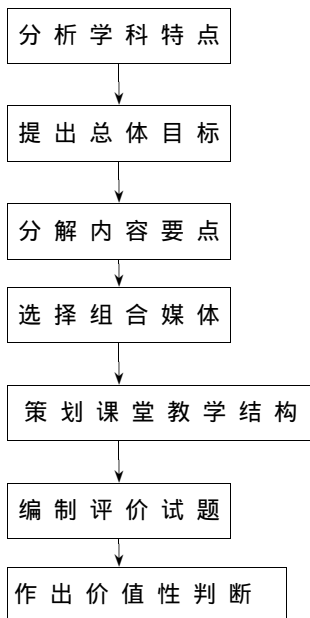 分析学科特点
提出总体目标
分解内容要点
选择组合媒体
策划课堂教学结构
编制评价试题
作出价值性判断